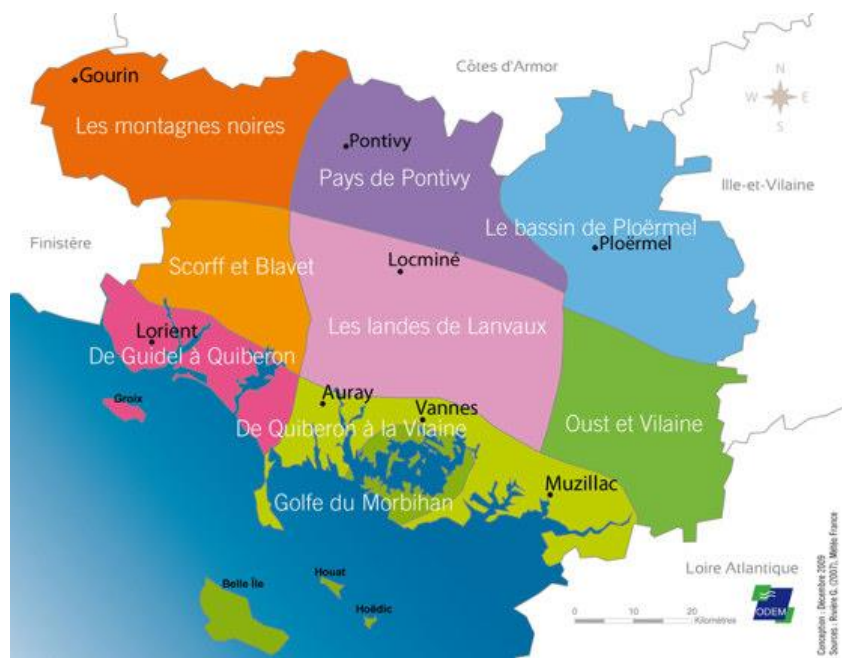 Gourin
Côtes d'Armor
N
W E
S
Les montagnes noires
Pontivy
Pays de Pontivy
Ille-et-Vilaine
Le bassin de Ploërmel
Ploërmel
Finistère
Locminé
Scorff et Blavet
Les landes de Lanvaux
Lorient
De Guidel à Quiberon
Groix
Auray
Vannes
De Quiberon à la Vilaine
Oust et Vilaine
Muzillac
Golfe du Morbihan
Houat
Belle Île
Hoëdic
Loire Atlantique
ODEM
0 10 20
Kilomètres
Conception : Décembre 2009
Sources : Rivière G. (2007), Météo France